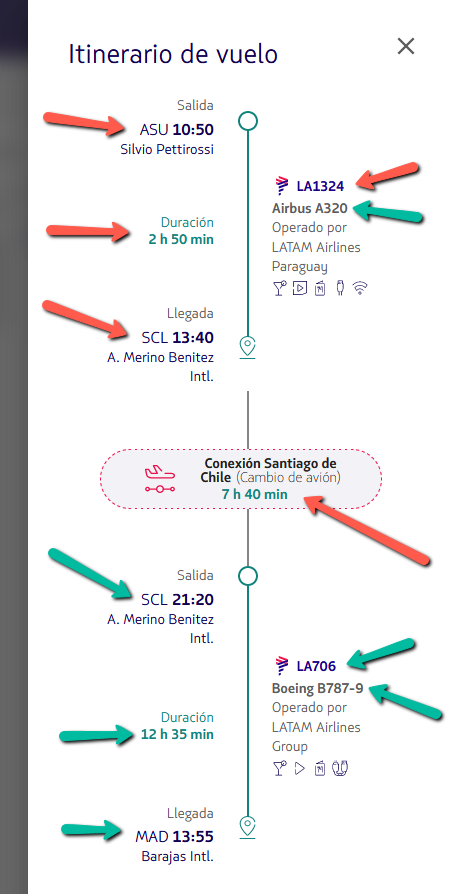 Itinerario de vuelo
Salida
ASU 10:50
Silvio Pettirossi
LA1324
Airbus A320
Operado por
LATAM Airlines
Paraguay
Duración
2 h 50 min
Llegada
SCL 13:40
A. Merino Benitez
Intl.
Conexión Santiago de
Chile (Cambio de avión)
7 h 40 min
Salida
SCL 21:20
A. Merino Benitez
Intl.
LA706
Boeing B787-9
Operado por
LATAM Airlines
Group
Duración
12 h 35 min
Llegada
MAD 13:55
Barajas Intl.